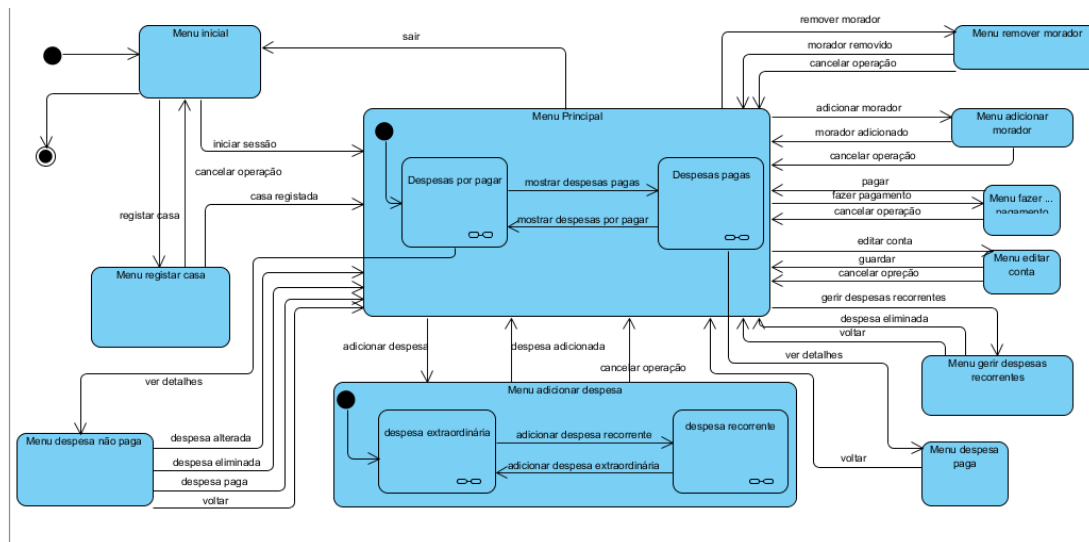 Menu inicial
sair
remover morador
Menu remover morador
morador removido
cancelar operação
Menu Principal
adicionar morador
Menu adicionar
morador
morador adicionado
cancelar operação
iniciar sessão
cancelar operação
Despesas por pagar
mostrar despesas pagas
Despesas pagas
mostrar despesas por pagar
pagar
fazer pagamento
cancelar operação
Menu fazer ...
pagamento
casa registada
registar casa
editar conta
guardar
cancelar opreção
Menu editar
conta
Menu registar casa
gerir despesas recorrentes
despesa eliminada
voltar
Menu gerir despesas
recorrentes
adicionar despesa
despesa adicionada
cancelar operação
ver detalhes
ver detalhes
Menu adicionar despesa
Menu despesa não paga
despesa alterada
despesa eliminada
despesa paga
voltar
despesa extraordinária
adicionar despesa recorrente
despesa recorrente
adicionar despesa extraordinária
voltar
Menu despesa
paga